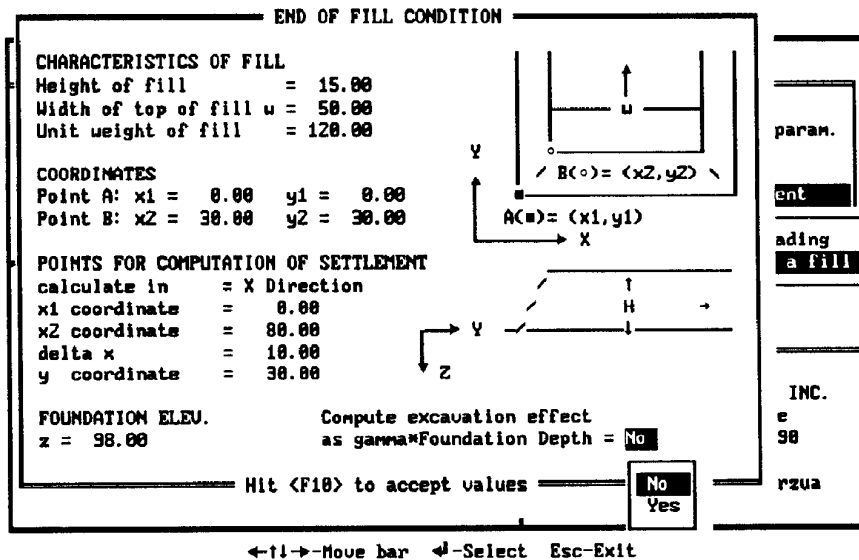 END OF FILL CONDITION
CHARACTERISTICS OF FILL
Height of fill = 15.00
Width of top of fill w = 50.00
Unit weight of fill = 120.00
w
COORDINATES
Point A: x1 = 0.00 y1 = 0.00
Point B: x2 = 30.00 y2 = 30.00
Y
B(○)= (x2,y2)
A(■)= (x1,y1)
X
POINTS FOR COMPUTATION OF SETTLEMENT
calculate in = X Direction
x1 coordinate = 0.00
x2 coordinate = 80.00
delta x = 10.00
y coordinate = 30.00
H
Y
Z
FOUNDATION ELEV.
z = 98.00
Compute excavation effect
as gamma*Foundation Depth = No
Hit <F10> to accept values
No
Yes
param.
ent
ading
a fill
INC.
e
90
rzua
←↑↓→-Move bar ↵-Select Esc-Exit